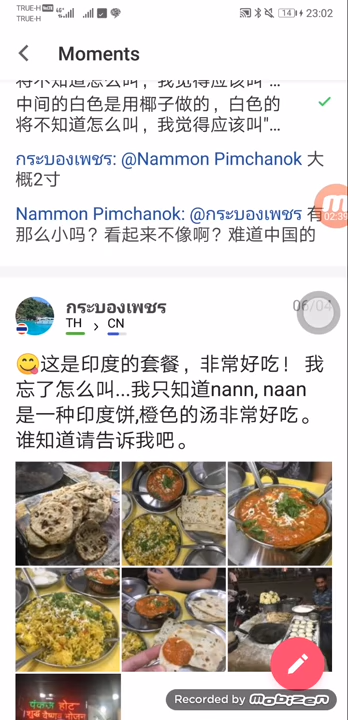 TRUE-H
TRUE-H
14
23:02
Moments
将不知道怎么叫，我觉得应该叫"...
中间的白色是用椰子做的，白色的
将不知道怎么叫，我觉得应该叫"...
กระบองเพชร: @Nammon Pimchanok 大
概2寸
02:39
Nammon Pimchanok: @กระบองเพชร 有
那么小吗？看起来不像啊？难道中国的
กระบองเพชร
06/04
TH > CN
😋这是印度的套餐，非常好吃！ 我
忘了怎么叫...我只知道nann, naan
是一种印度饼,橙色的汤非常好吃。
谁知道请告诉我吧。
Recorded by mobizen